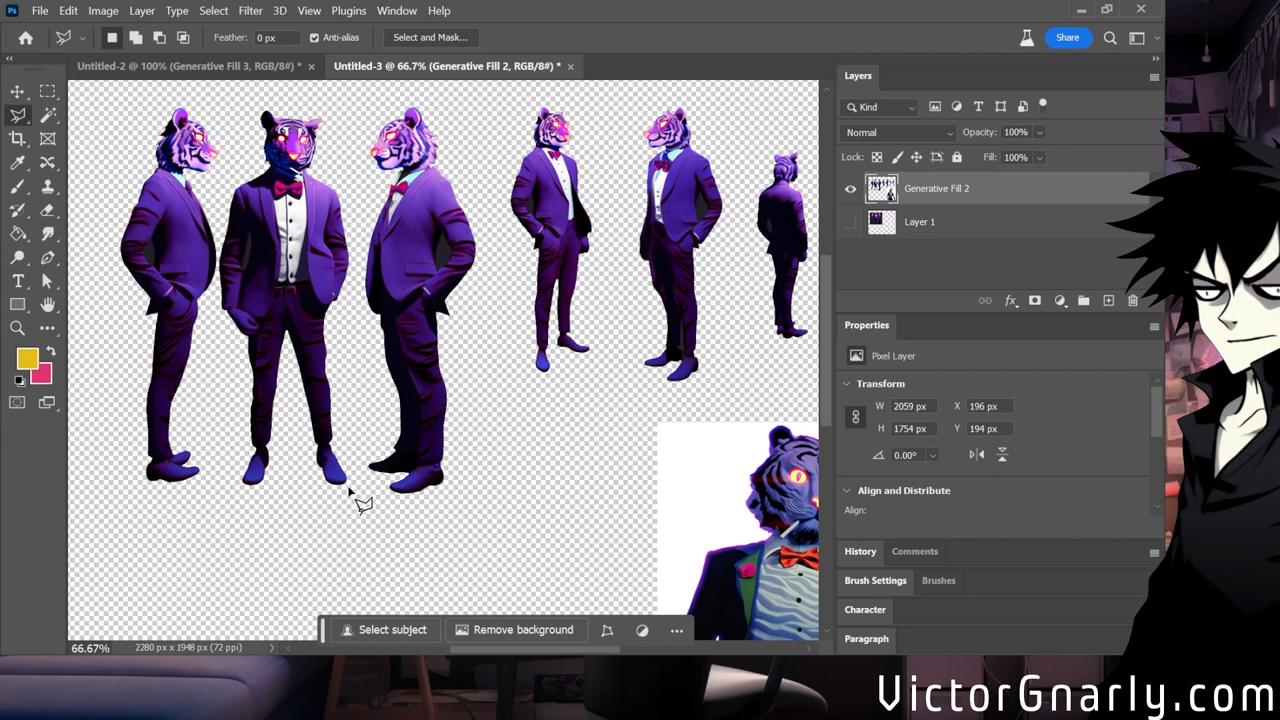 Ps File Edit Image Layer Type Select Filter 3D View Plugins Window Help
Feather: 0 px Anti-alias Select and Mask... Share
Untitled-2 @ 100% (Generative Fill 3, RGB/8#) * Untitled-3 @ 66.7% (Generative Fill 2, RGB/8#) *
Layers
Kind
Normal Opacity: 100%
Lock: Fill: 100%
Generative Fill 2
Layer 1
fx
Properties
Pixel Layer
Transform
W 2059 px X 196 px
H 1754 px Y 194 px
0.00°
Align and Distribute
Align:
History Comments
Brush Settings Brushes
Character
Paragraph
Select subject Remove background
66.67% 2280 px x 1948 px (72 ppi)
VictorGnarly.com